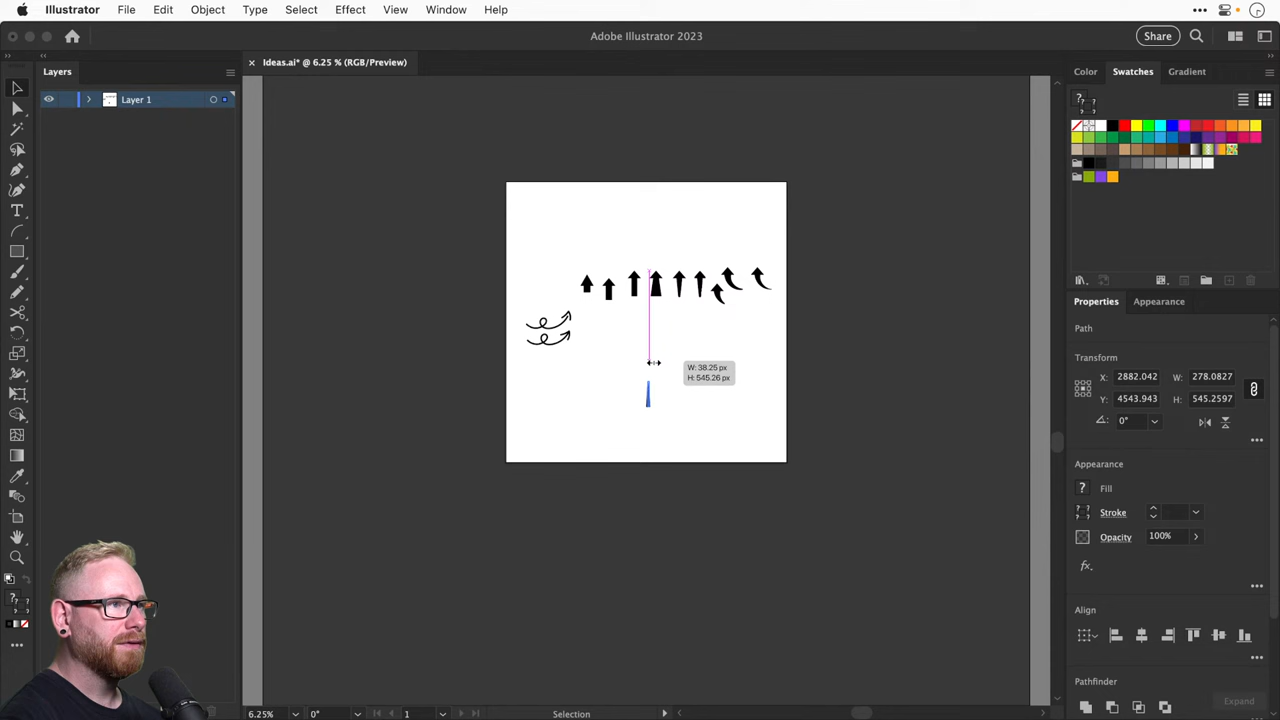 Illustrator File Edit Object Type Select Effect View Window Help
Adobe Illustrator 2023
Share
Layers
Ideas.ai* @ 6.25 % (RGB/Preview)
Color Swatches Gradient
Layer 1
Properties Appearance
Path
Transform
X: 2882.042 W: 278.0827
Y: 4543.943 H: 545.2597
0°
W: 38.25 px
H: 545.26 px
Appearance
? Fill
Stroke
Opacity 100%
fx.
Align
Pathfinder
Expand
6.25% 0° 1 Selection